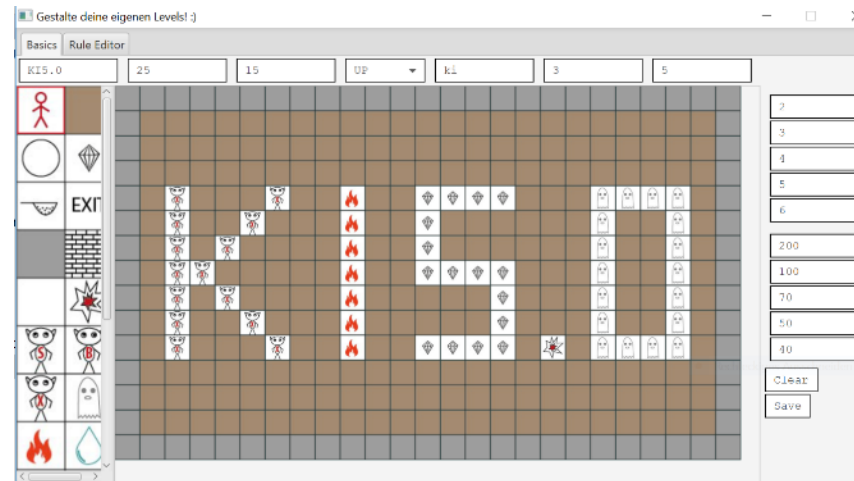 Gestalte deine eigenen Levels! :)
Basics Rule Editor
KI5.0 25 15 UP ki 3 5
2
3
4
EXIT
5
6
200
100
70
S B
50
40
X
Clear
Save